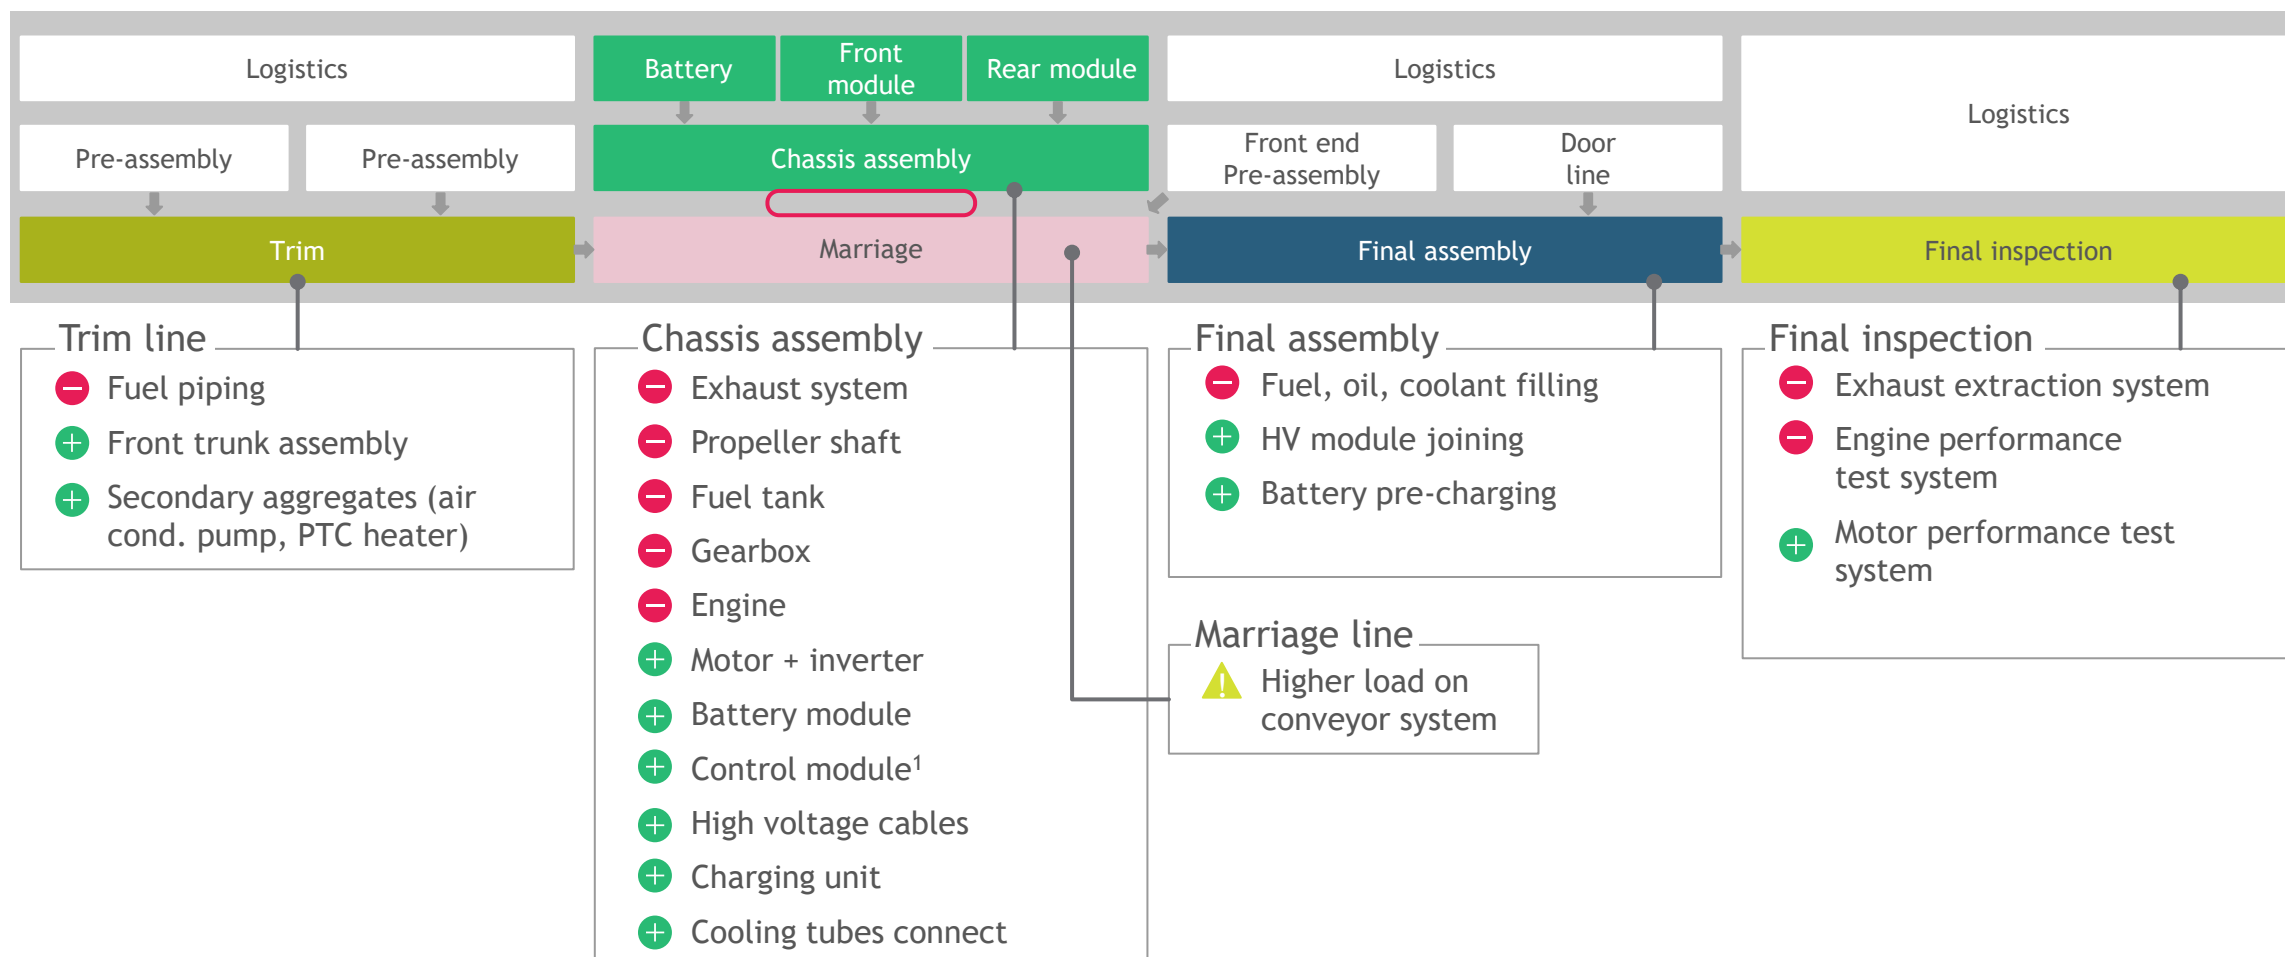 Logistics
Battery
Front
module
Rear module
Logistics
Logistics
Pre-assembly
Pre-assembly
Chassis assembly
Front end
Pre-assembly
Door
line
Trim
Marriage
Final assembly
Final inspection
Trim line
Fuel piping
Front trunk assembly
Secondary aggregates (air
cond. pump, PTC heater)
Chassis assembly
Exhaust system
Propeller shaft
Fuel tank
Gearbox
Engine
Motor + inverter
Battery module
Control module¹
High voltage cables
Charging unit
Cooling tubes connect
Final assembly
Fuel, oil, coolant filling
HV module joining
Battery pre-charging
Marriage line
Higher load on
conveyor system
Final inspection
Exhaust extraction system
Engine performance
test system
Motor performance test
system